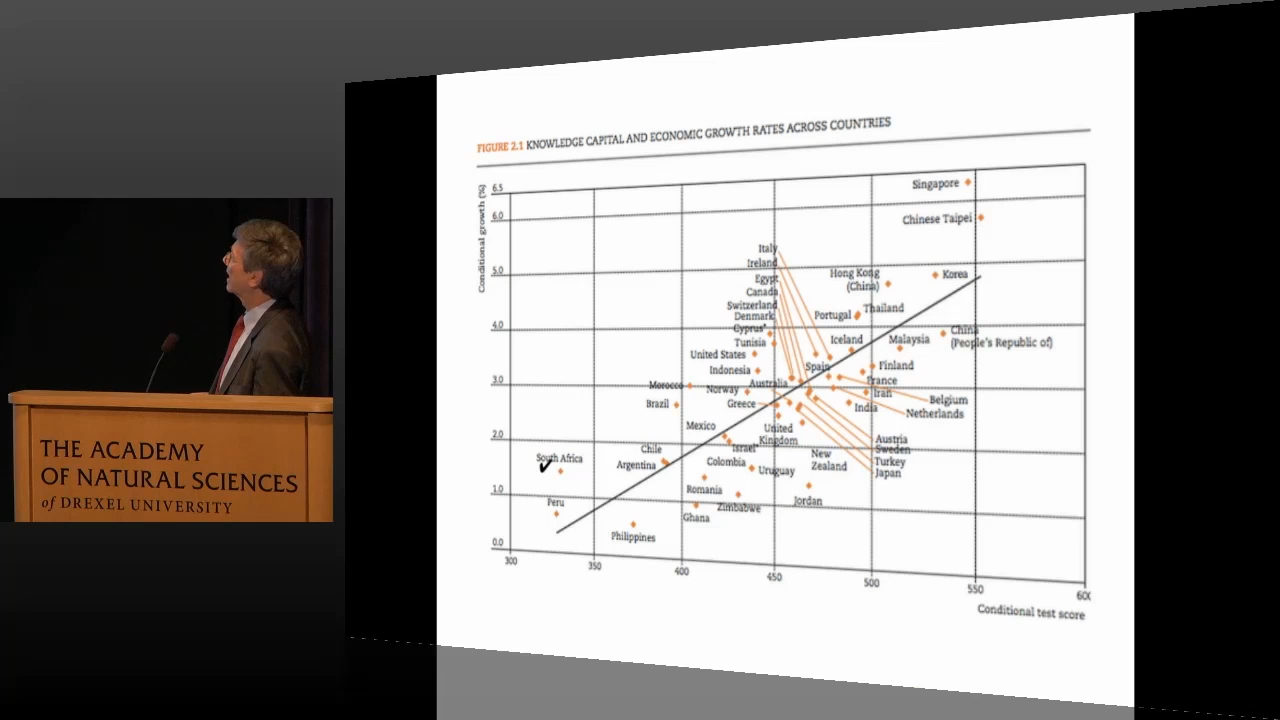 FIGURE 2.1 KNOWLEDGE CAPITAL AND ECONOMIC GROWTH RATES ACROSS COUNTRIES
Conditional growth (%)
6.5
6.0
5.0
4.0
3.0
2.0
1.0
0.0
300
350
400
450
500
550
600
Conditional test score
Singapore
Chinese Taipei
Italy
Ireland
Egypt
Canada
Switzerland
Denmark
Cyprus*
Tunisia
United States
Indonesia
Morocco
Norway
Australia
Brazil
Greece
Hong Kong
(China)
Korea
Portugal
Thailand
Iceland
Malaysia
China
(People's Republic of)
Spain
Finland
France
Iran
India
Belgium
Netherlands
Mexico
Israel*
United
Kingdom
Austria
Sweden
Turkey
Japan
New
Zealand
South Africa
Chile
Argentina
Colombia
Uruguay
Romania
Zimbabwe
Jordan
Ghana
Peru
Philippines
THE ACADEMY
OF NATURAL SCIENCES
of DREXEL UNIVERSITY